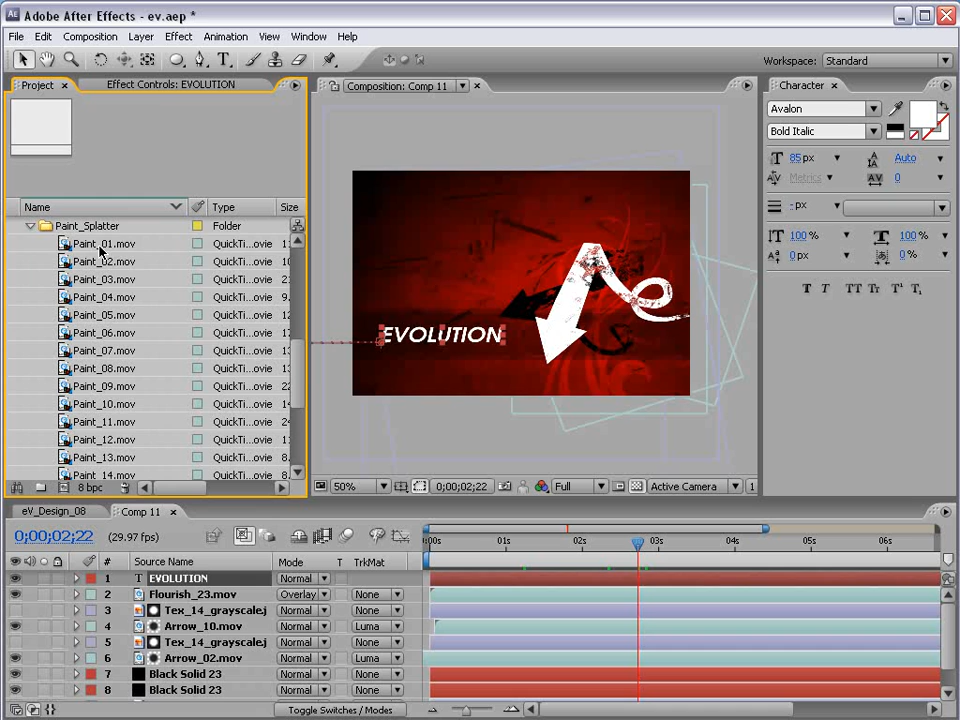 Adobe After Effects - ev.aep *
File Edit Composition Layer Effect Animation View Window Help
Workspace: Standard
Project Effect Controls: EVOLUTION
Composition: Comp 11
Character
Avalon
Bold Italic
85 px Auto
Metrics 0
- px
100 % 100 %
0 px 0 %
T T TT Tr T¹ T₁
Name Type Size
Paint_Splatter Folder
Paint_01.mov QuickTi...ovie
Paint_02.mov QuickTi...ovie
Paint_03.mov QuickTi...ovie
Paint_04.mov QuickTi...ovie
Paint_05.mov QuickTi...ovie
Paint_06.mov QuickTi...ovie
Paint_07.mov QuickTi...ovie
Paint_08.mov QuickTi...ovie
Paint_09.mov QuickTi...ovie
Paint_10.mov QuickTi...ovie
Paint_11.mov QuickTi...ovie
Paint_12.mov QuickTi...ovie
Paint_13.mov QuickTi...ovie
Paint_14.mov QuickTi...ovie
8 bpc
EVOLUTION
50% 0;00;02;22 Full Active Camera 1
eV_Design_08 Comp 11
0;00;02;22 (29.97 fps)
:00s 01s 02s 03s 04s 05s 06s
# Source Name Mode T TrkMat
1 T EVOLUTION Normal
2 Flourish_23.mov Overlay None
3 Tex_14_grayscale.j Normal None
4 Arrow_10.mov Normal Luma
5 Tex_14_grayscale.j Normal None
6 Arrow_02.mov Normal Luma
7 Black Solid 23 Normal None
8 Black Solid 23 Normal None
Toggle Switches / Modes